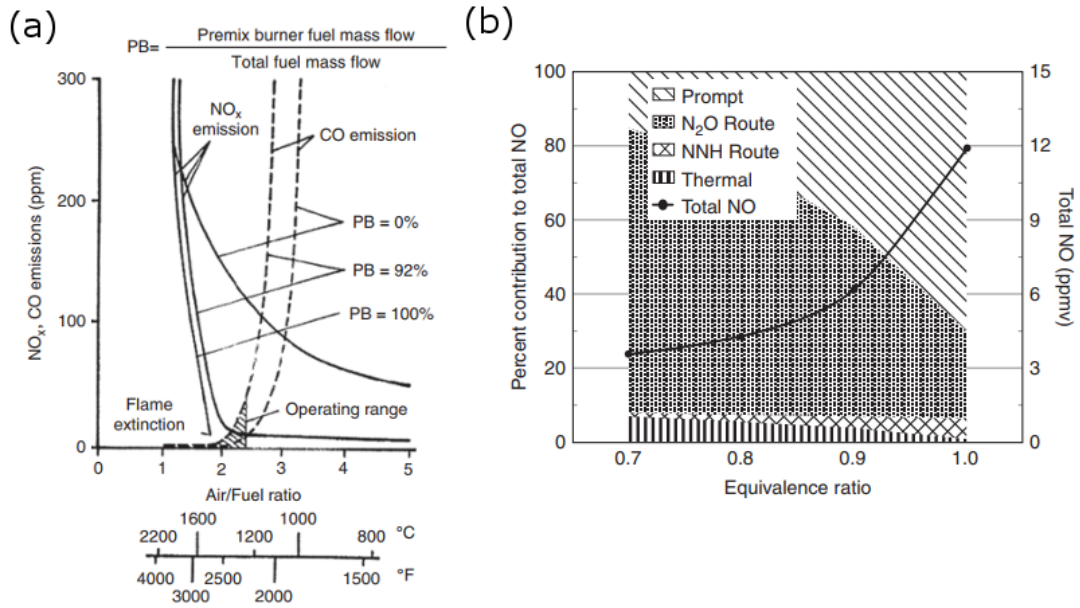 (a)
PB=
Premix burner fuel mass flow
Total fuel mass flow
300
200
100
0
NOx, CO emissions (ppm)
NOx
emission
CO emission
PB = 0%
PB = 92%
PB = 100%
Flame
extinction
Operating range
0 1 2 3 4 5
Air/Fuel ratio
1600 1000
2200 1200 800 °C
4000 2500 1500 °F
3000 2000
(b)
100
80
60
40
20
0
Percent contribution to total NO
Prompt
N₂O Route
NNH Route
Thermal
Total NO
15
12
9
6
3
0
Total NO (ppmv)
0.7 0.8 0.9 1.0
Equivalence ratio